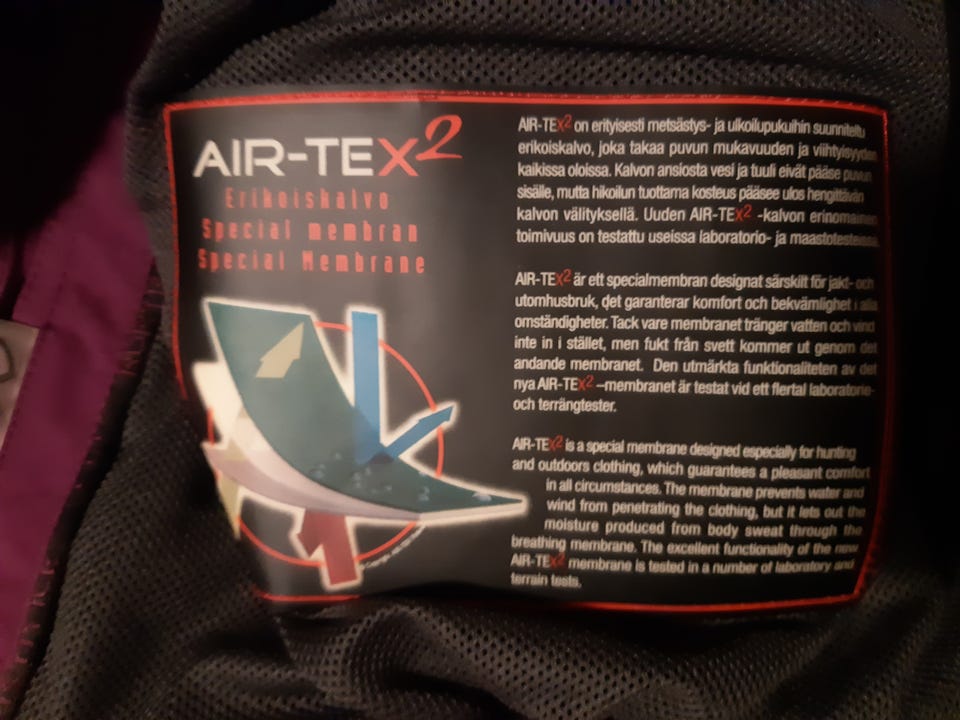 AIR-TEX2
Erikoiskalvo
Special membran
Special Membrane
AIR-TEX2 on erityisesti metsästys- ja ulkoilupukuihin suunniteltu
erikoiskalvo, joka takaa puvun mukavuuden ja viihtyisyyden
kaikissa oloissa. Kalvon ansiosta vesi ja tuuli eivät pääse puvun
sisälle, mutta hikoilun tuottama kosteus pääsee ulos hengittävän
kalvon välityksellä. Uuden AIR-TEX2 -kalvon erinomainen
toimivuus on testattu useissa laboratorio- ja maastotesteissä.
AIR-TEX2 är ett specialmembran designat särskilt för jakt- och
utomhusbruk, det garanterar komfort och bekvämlighet i alla
omständigheter. Tack vare membranet tränger vatten och vind
inte in i stället, men fukt från svett kommer ut genom det
andande membranet. Den utmärkta funktionaliteten av det
nya AIR-TEX2 –membranet är testat vid ett flertal laboratorie-
och terrängtester.
AIR-TEX2 is a special membrane designed especially for hunting
and outdoors clothing, which guarantees a pleasant comfort
in all circumstances. The membrane prevents water and
wind from penetrating the clothing, but it lets out the
moisture produced from body sweat through the
breathing membrane. The excellent functionality of the new
AIR-TEX2 membrane is tested in a number of laboratory and
terrain tests.